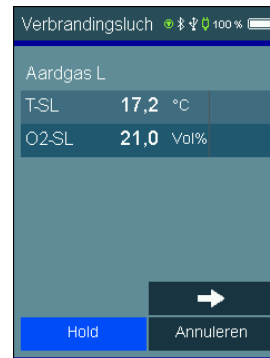 Verbrandingsluch 100 %
Aardgas L
T-SL 17,2 °C
O2-SL 21,0 Vol%
Hold Annuleren